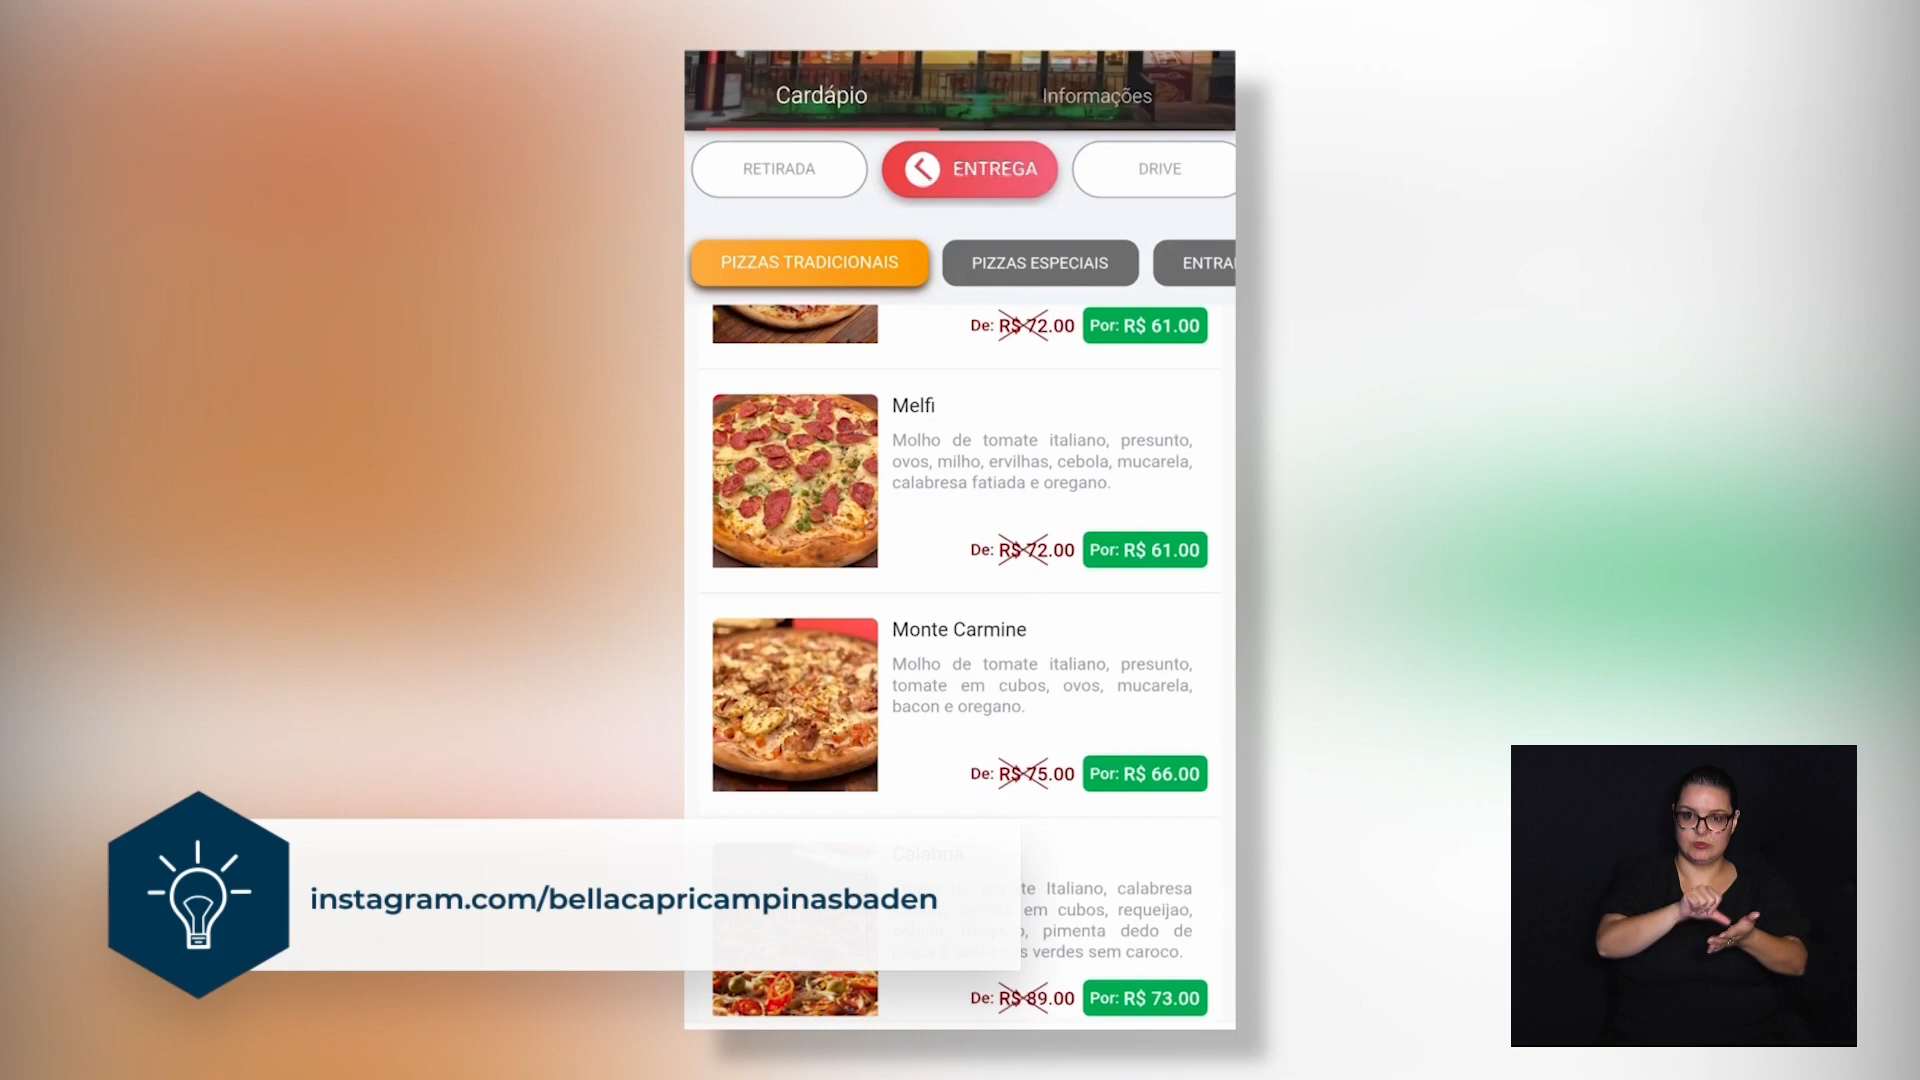 Cardápio
Informações
RETIRADA
ENTREGA
DRIVE
PIZZAS TRADICIONAIS
PIZZAS ESPECIAIS
De: R$ 72.00 Por: R$ 61.00
Melfi
Molho de tomate italiano, presunto,
ovos, milho, ervilhas, cebola, mucarela,
calabresa fatiada e oregano.
De: R$ 72.00 Por: R$ 61.00
Monte Carmine
Molho de tomate italiano, presunto,
tomate em cubos, ovos, mucarela,
bacon e oregano.
De: R$ 75.00 Por: R$ 66.00
Calabria
Italiano, calabresa
em cubos, requeijao,
pimenta dedo de
verdes sem caroco.
De: R$ 89.00 Por: R$ 73.00
instagram.com/bellacapricampinasbaden